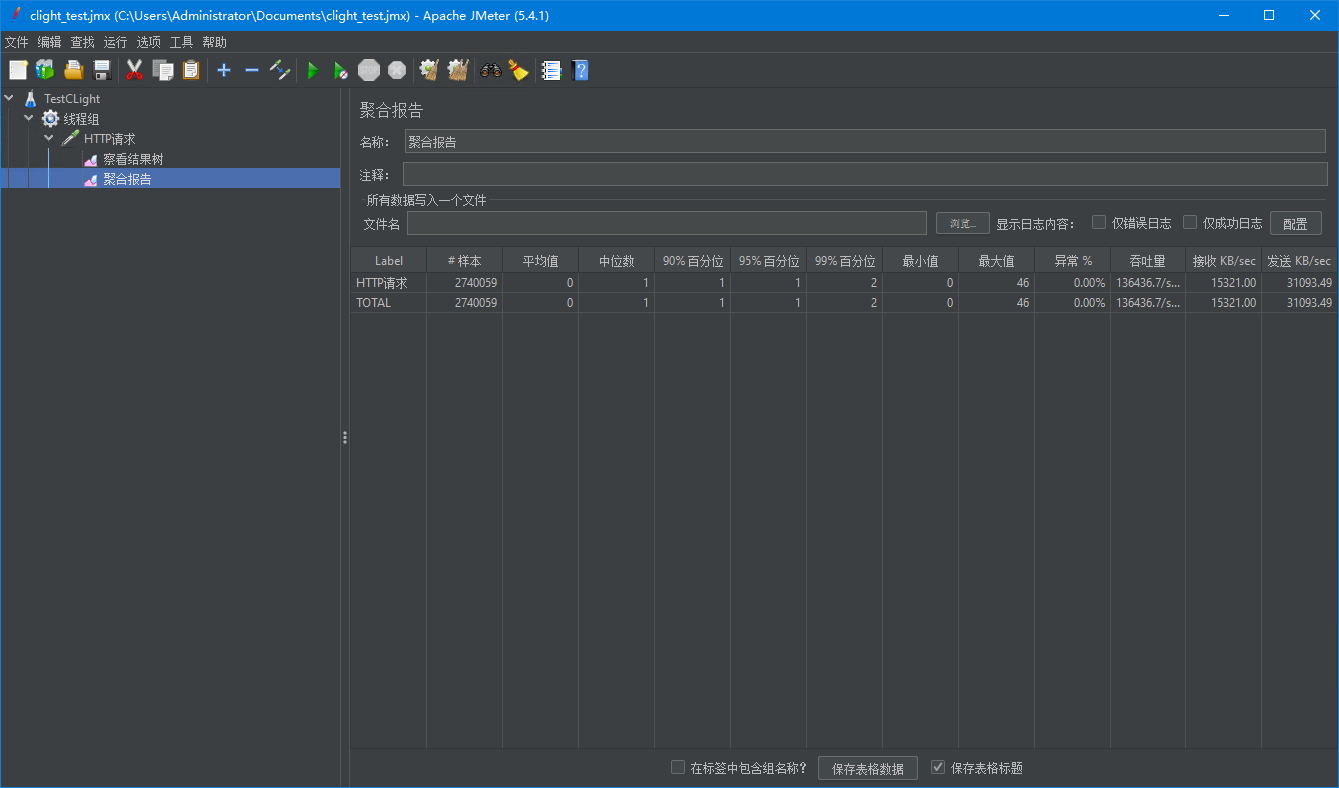 clight_test.jmx (C:\Users\Administrator\Documents\clight_test.jmx) - Apache JMeter (5.4.1)
文件 编辑 查找 运行 选项 工具 帮助
TestCLight
线程组
HTTP请求
察看结果树
聚合报告
聚合报告
名称： 聚合报告
注释：
所有数据写入一个文件
文件名 浏览... 显示日志内容： 仅错误日志 仅成功日志 配置
Label # 样本 平均值 中位数 90% 百分位 95% 百分位 99% 百分位 最小值 最大值 异常 % 吞吐量 接收 KB/sec 发送 KB/sec
HTTP请求 2740059 0 1 1 1 2 0 46 0.00% 136436.7/s... 15321.00 31093.49
TOTAL 2740059 0 1 1 1 2 0 46 0.00% 136436.7/s... 15321.00 31093.49
在标签中包含组名称？ 保存表格数据 保存表格标题